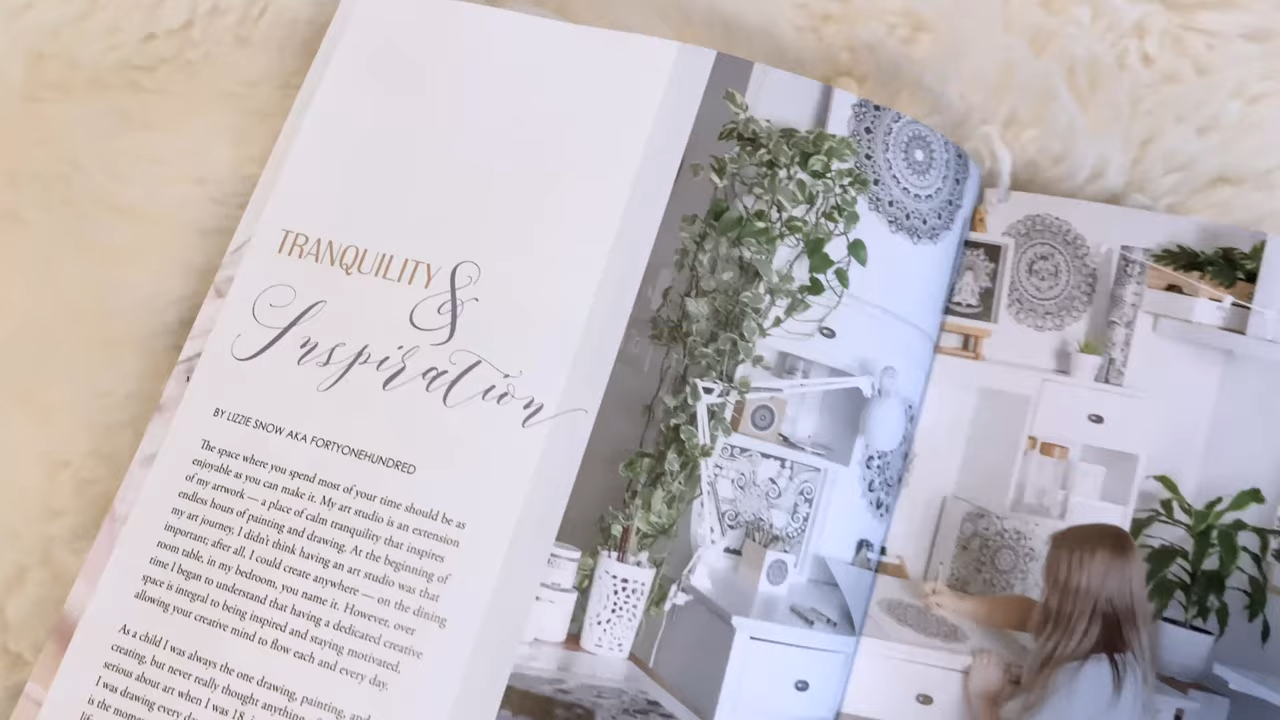 TRANQUILITY &
Inspiration
BY LIZZIE SNOW AKA FORTYONEHUNDRED
The space where you spend most of your time should be as
enjoyable as you can make it. My art studio is an extension
of my artwork — a place of calm tranquility that inspires
endless hours of painting and drawing. At the beginning of
my art journey, I didn't think having an art studio was that
important; after all, I could create anywhere — on the dining
room table, in my bedroom, you name it. However, over
time I began to understand that having a dedicated creative
space is integral to being inspired and staying motivated,
allowing your creative mind to flow each and every day.
As a child I was always the one drawing, painting, and
creating, but never really thought anything
serious about art when I was 18
I was drawing every
is the